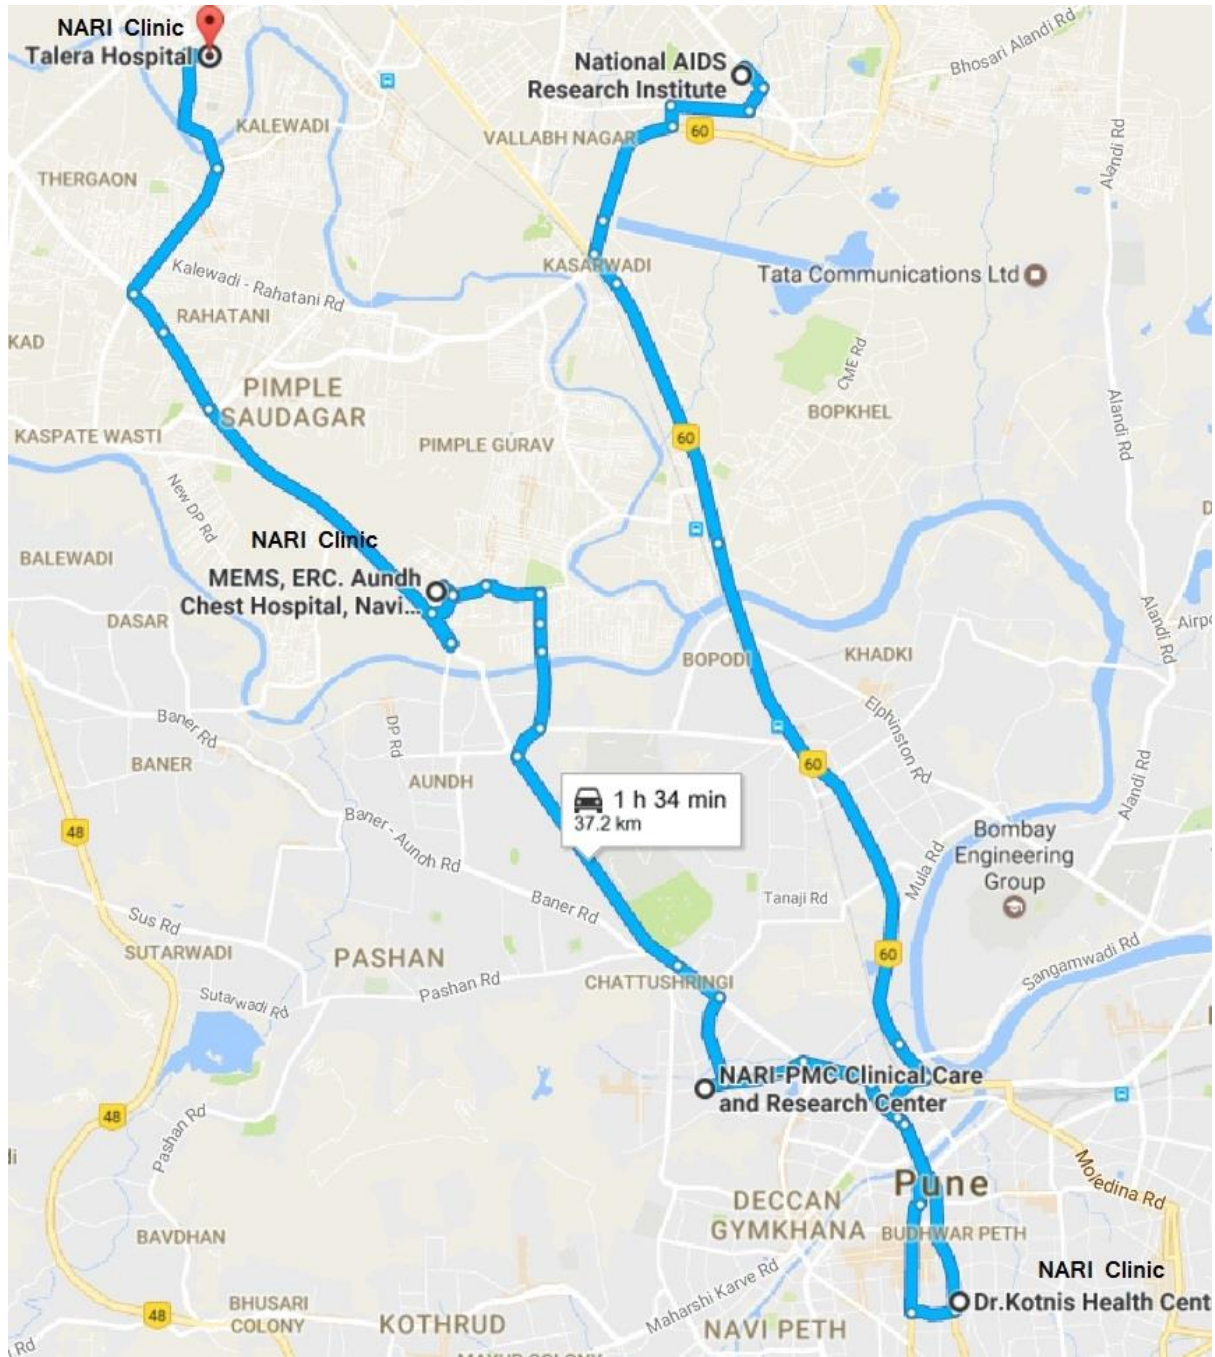 NARI Clinic
Talera Hospital
National AIDS
Research Institute
Bhosari Alandi Rd
KALEWADI
VALLABH NAGAR
60
Alandi Rd
THERGAON
Kalewadi - Rahatani Rd
KASARWADI
Tata Communications Ltd
RAHATANI
KAD
CME Rd
PIMPLE
SAUDAGAR
BOPKHEL
Alandi Rd
KASPATE WASTI
PIMPLE GURAV
60
New DP Rd
NARI Clinic
BALEWADI
MEMS, ERC. Aundh
Chest Hospital, Navi...
DASAR
Alandi Rd
Airpo
BOPODI
KHADKI
Elphinston Rd
Baner Rd
DP Rd
BANER
AUNDH
60
Alandi Rd
1 h 34 min
37.2 km
48
Baner - Aundh Rd
Bombay
Engineering
Group
Mula Rd
Tanaji Rd
Baner Rd
Sus Rd
SUTARWADI
PASHAN
60
Sangamwadi Rd
Pashan Rd
CHATTUSHRINGI
Sutarwadi Rd
NARI-PMC Clinical Care
and Research Center
48
Pashan Rd
Moledina Rd
Pune
DECCAN
GYMKHANA
BUDHWAR PETH
BAVDHAN
NARI Clinic
Dr.Kotnis Health Cent
48
BHUSARI
COLONY
KOTHRUD
Maharshi Karve Rd
NAVI PETH
Rd